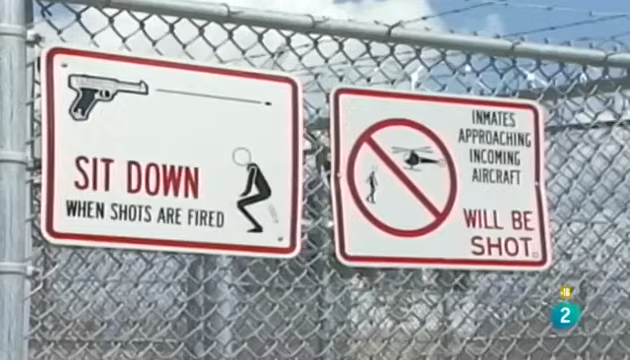 SIT DOWN
WHEN SHOTS ARE FIRED
INMATES
APPROACHING
INCOMING
AIRCRAFT
WILL BE
SHOT
2